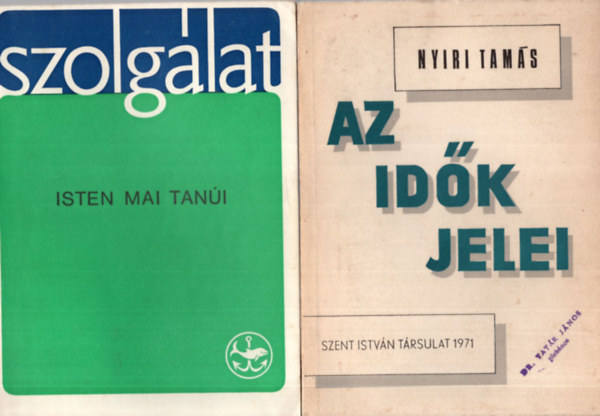 szolgálat
ISTEN MAI TANÚI
NYIRI TAMÁS
AZ
IDŐK
JELEI
SZENT ISTVÁN TÁRSULAT 1971
DR. TATÁR JÁNOS